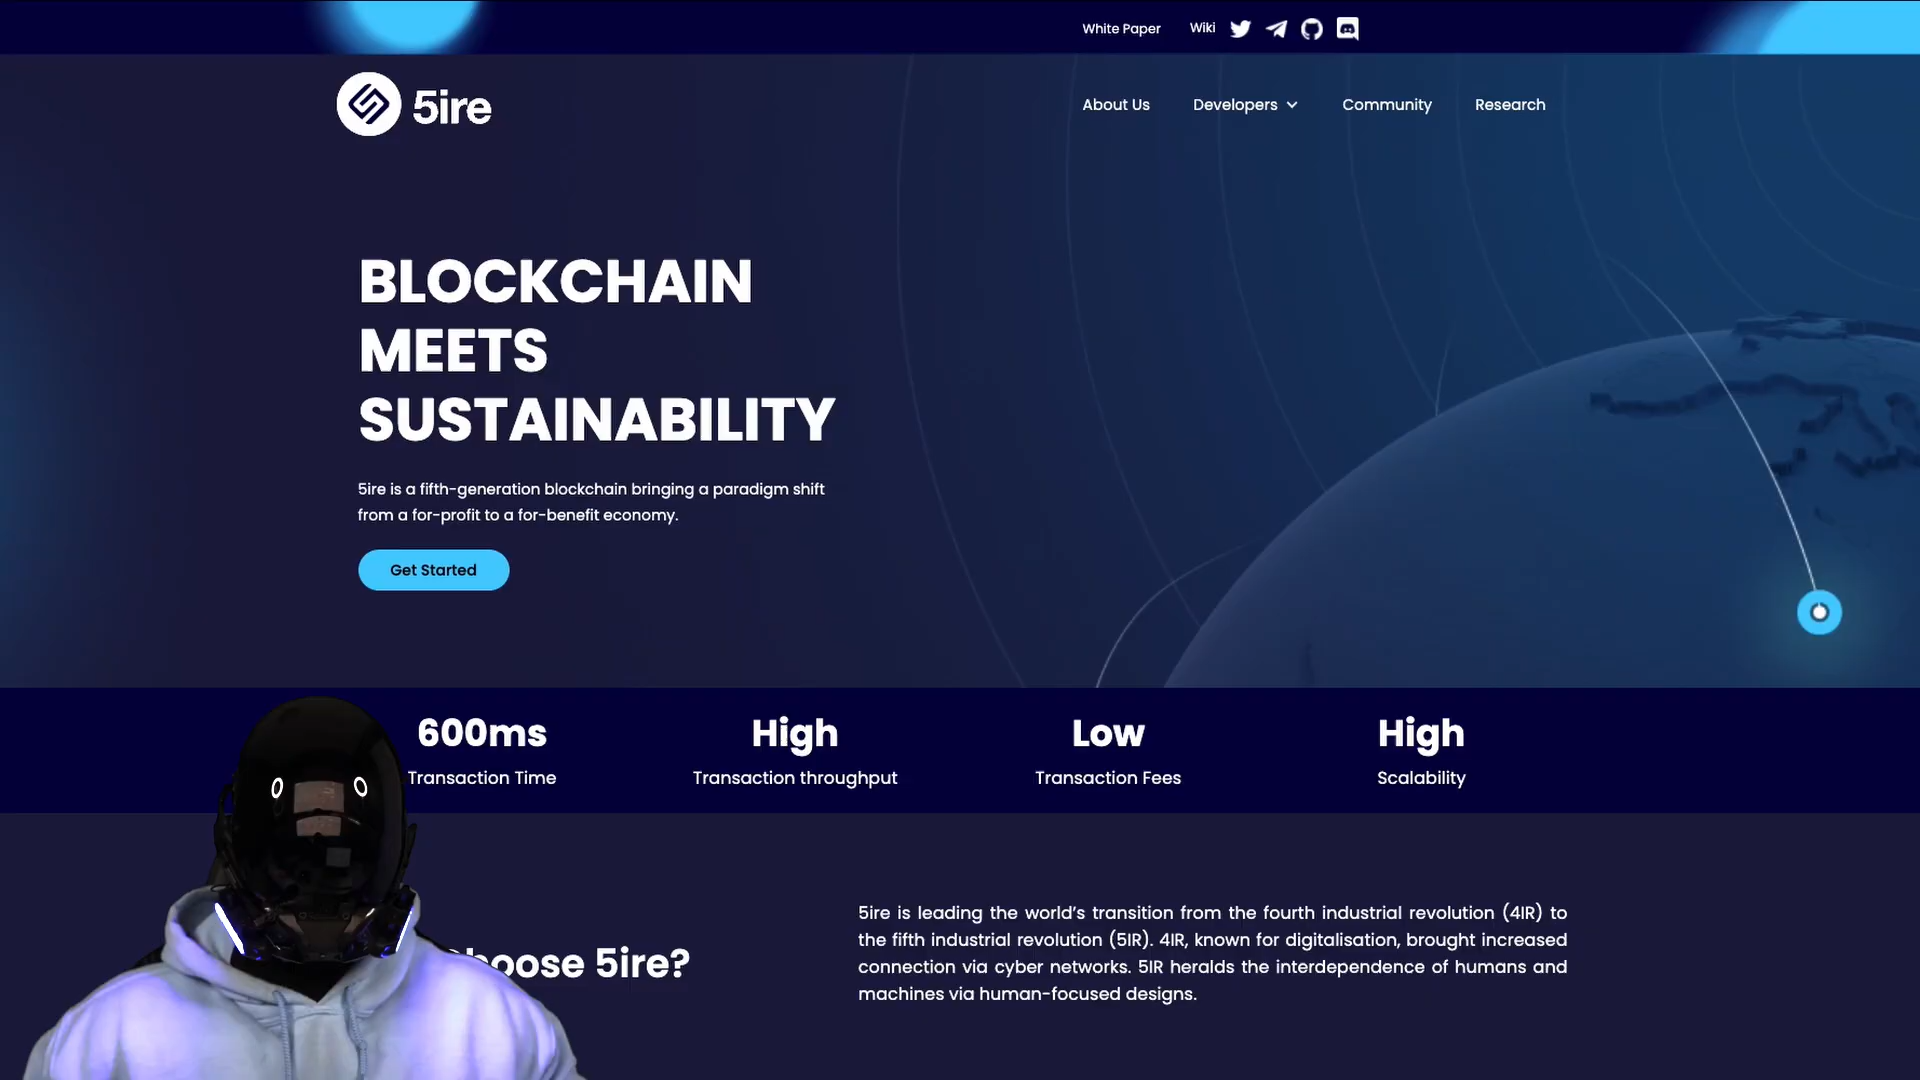 White Paper Wiki
5ire
About Us Developers Community Research
BLOCKCHAIN
MEETS
SUSTAINABILITY
5ire is a fifth-generation blockchain bringing a paradigm shift
from a for-profit to a for-benefit economy.
Get Started
600ms High Low High
Transaction Time Transaction throughput Transaction Fees Scalability
5ire?
5ire is leading the world’s transition from the fourth industrial revolution (4IR) to
the fifth industrial revolution (5IR). 4IR, known for digitalisation, brought increased
connection via cyber networks. 5IR heralds the interdependence of humans and
machines via human-focused designs.